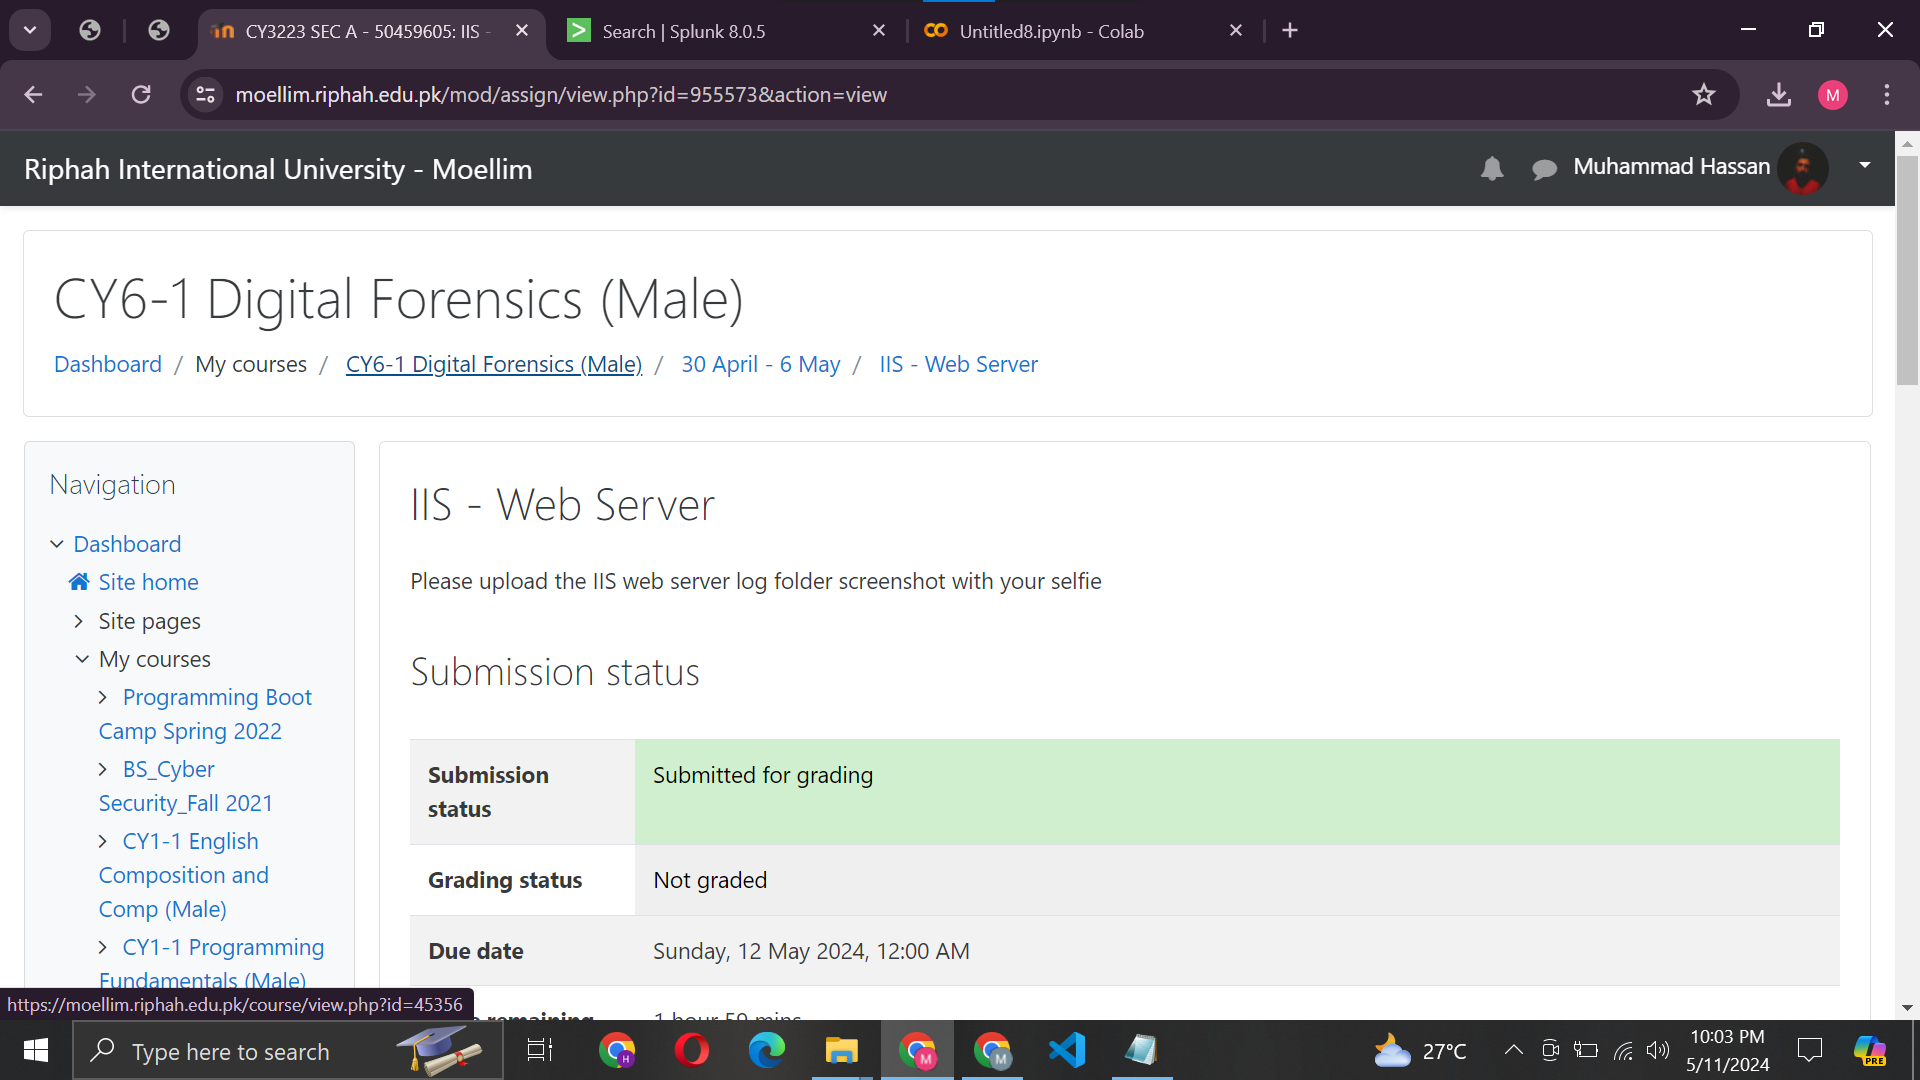 CY3223 SEC A - 50459605: IIS -
Search | Splunk 8.0.5
Untitled8.ipynb - Colab
moellim.riphah.edu.pk/mod/assign/view.php?id=955573&action=view
M
Riphah International University - Moellim
Muhammad Hassan
CY6-1 Digital Forensics (Male)
Dashboard / My courses / CY6-1 Digital Forensics (Male) / 30 April - 6 May / IIS - Web Server
Navigation
Dashboard
Site home
Site pages
My courses
Programming Boot
Camp Spring 2022
BS_Cyber
Security_Fall 2021
CY1-1 English
Composition and
Comp (Male)
CY1-1 Programming
Fundamentals (Male)
IIS - Web Server
Please upload the IIS web server log folder screenshot with your selfie
Submission status
Submission
status
Submitted for grading
Grading status
Not graded
Due date
Sunday, 12 May 2024, 12:00 AM
remaining
1 hour 59 mins
https://moellim.riphah.edu.pk/course/view.php?id=45356
Type here to search
H
M
M
27°C
10:03 PM
5/11/2024
PRE